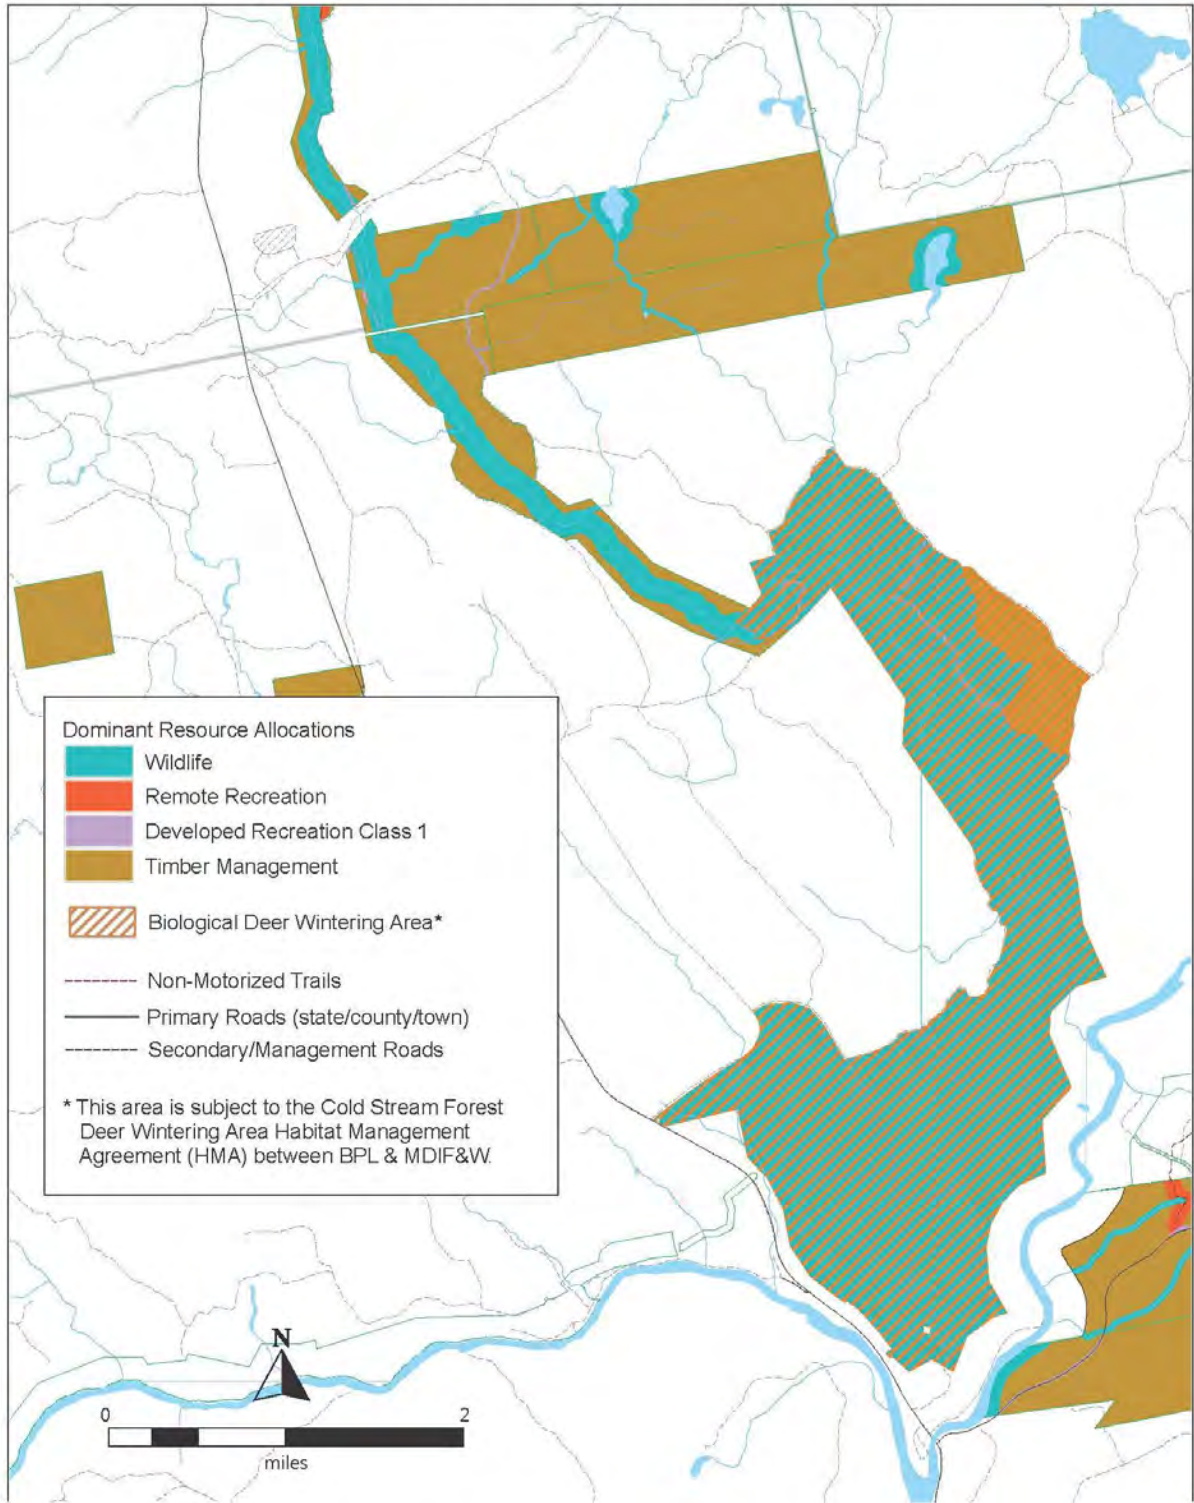 Dominant Resource Allocations
Wildlife
Remote Recreation
Developed Recreation Class 1
Timber Management
Biological Deer Wintering Area*
Non-Motorized Trails
Primary Roads (state/county/town)
Secondary/Management Roads
* This area is subject to the Cold Stream Forest
Deer Wintering Area Habitat Management
Agreement (HMA) between BPL & MDIF&W.
N
0 2
miles